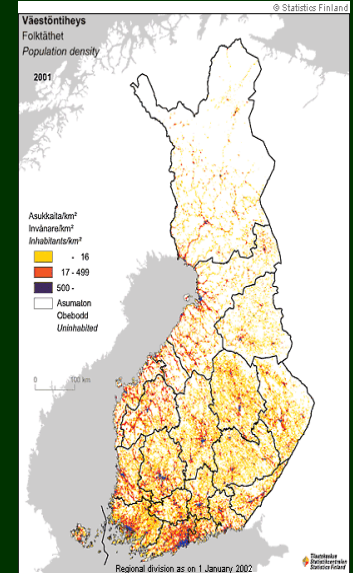 © Statistics Finland
Väestöntiheys
Folktäthet
Population density
2001
Asukkaita/km²
Invånare/km²
Inhabitants/km²
- 16
17 - 499
500 -
Asumaton
Obebodd
Uninhabited
0 100 km
Tilastokeskus
Statistikcentralen
Statistics Finland
Regional division as on 1 January 2002